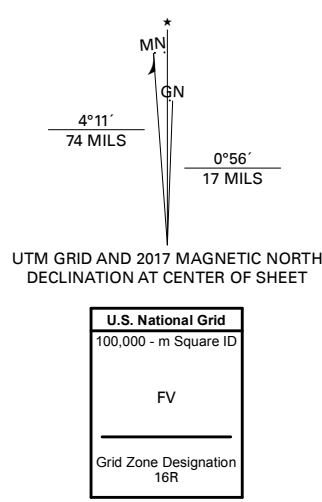 ★
MN
GN
4°11´
74 MILS
0°56´
17 MILS
UTM GRID AND 2017 MAGNETIC NORTH
DECLINATION AT CENTER OF SHEET
U.S. National Grid
100,000 - m Square ID
FV
Grid Zone Designation
16R